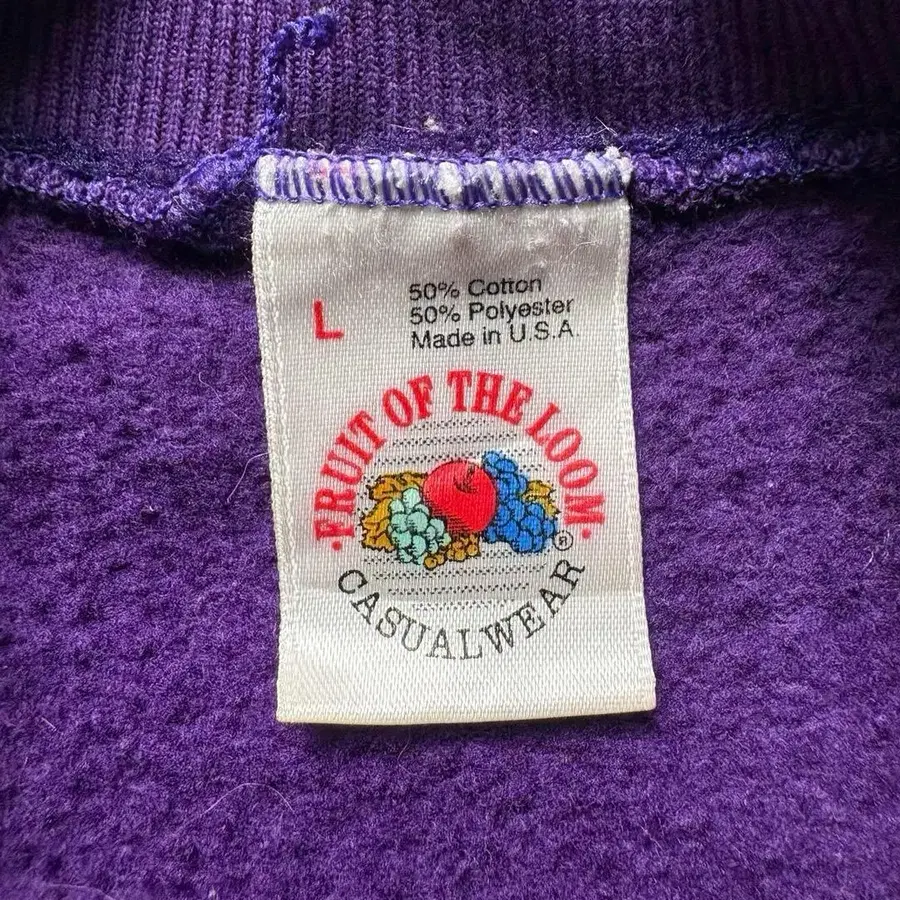 L
50% Cotton
50% Polyester
Made in U.S.A.
·FRUIT OF THE LOOM·
®
CASUALWEAR